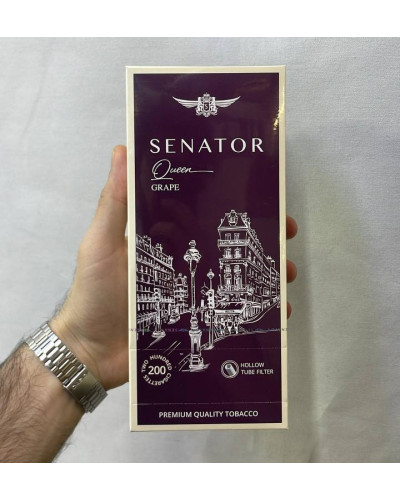 S
SENATOR
Queen
GRAPE
TWO HUNDRED CIGARETTES
200
HOLLOW
TUBE FILTER
PREMIUM QUALITY TOBACCO